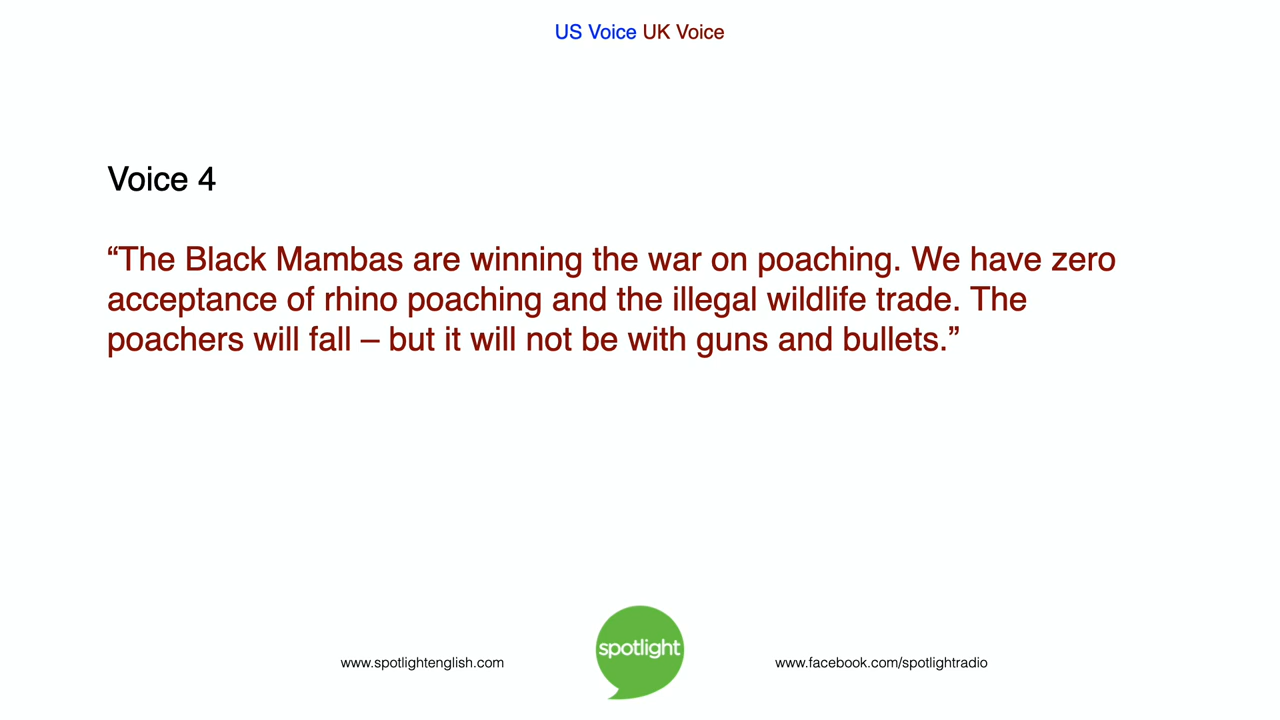 US Voice UK Voice
Voice 4
“The Black Mambas are winning the war on poaching. We have zero
acceptance of rhino poaching and the illegal wildlife trade. The
poachers will fall – but it will not be with guns and bullets.”
spotlight
www.spotlightenglish.com
www.facebook.com/spotlightradio